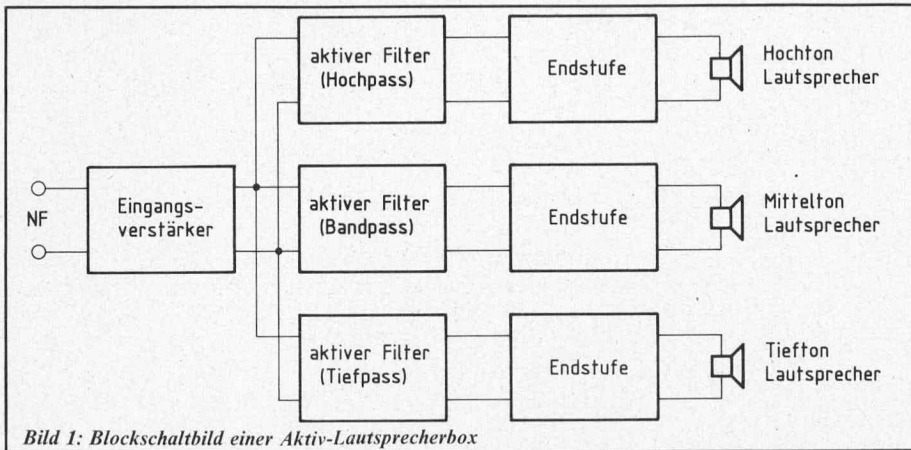 aktiver Filter
(Hochpass)
Endstufe
Hochton
Lautsprecher
NF
Eingangs-
verstärker
aktiver Filter
(Bandpass)
Endstufe
Mittelton
Lautsprecher
aktiver Filter
(Tiefpass)
Endstufe
Tiefton
Lautsprecher
Bild 1: Blockschaltbild einer Aktiv-Lautsprecherbox